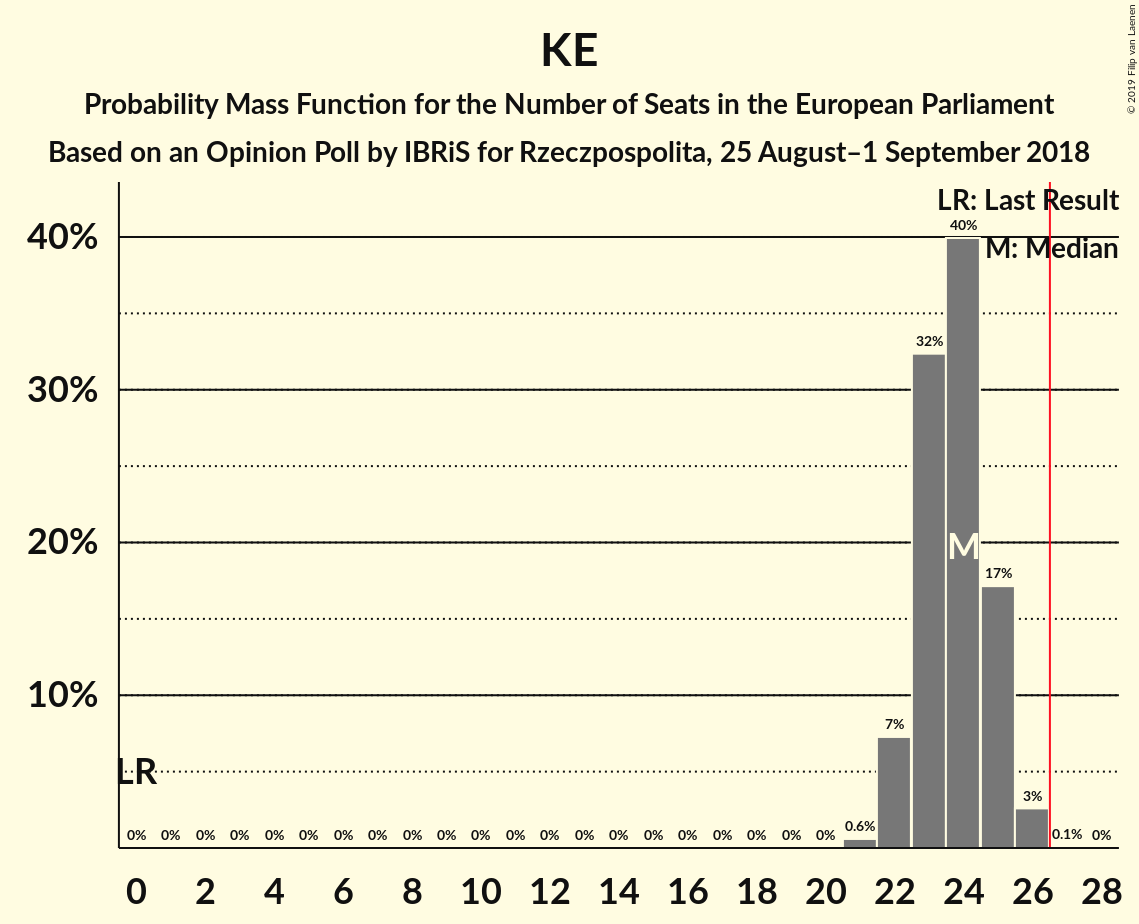 KE
Probability Mass Function for the Number of Seats in the European Parliament
Based on an Opinion Poll by IBRiS for Rzeczpospolita, 25 August–1 September 2018
© 2019 Filip van Laenen
LR: Last Result
M: Median
40%
30%
20%
10%
LR
M
0% 0% 0% 0% 0% 0% 0% 0% 0% 0% 0% 0% 0% 0% 0% 0% 0% 0% 0% 0% 0% 0.6% 7% 32% 40% 17% 3% 0.1% 0%
0 2 4 6 8 10 12 14 16 18 20 22 24 26 28